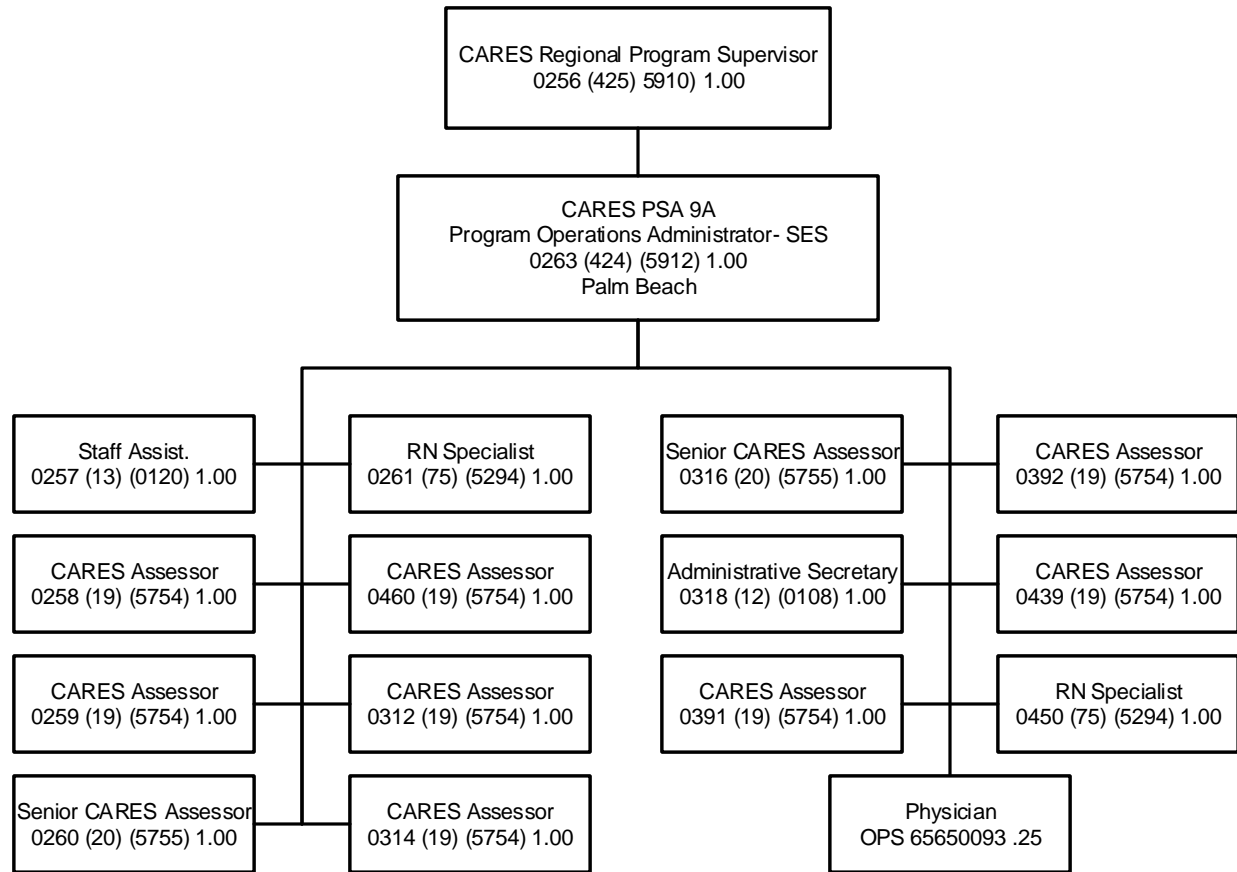 CARES Regional Program Supervisor
0256 (425) 5910) 1.00
CARES PSA 9A
Program Operations Administrator- SES
0263 (424) (5912) 1.00
Palm Beach
Staff Assist.
0257 (13) (0120) 1.00
RN Specialist
0261 (75) (5294) 1.00
Senior CARES Assessor
0316 (20) (5755) 1.00
CARES Assessor
0392 (19) (5754) 1.00
CARES Assessor
0258 (19) (5754) 1.00
CARES Assessor
0460 (19) (5754) 1.00
Administrative Secretary
0318 (12) (0108) 1.00
CARES Assessor
0439 (19) (5754) 1.00
CARES Assessor
0259 (19) (5754) 1.00
CARES Assessor
0312 (19) (5754) 1.00
CARES Assessor
0391 (19) (5754) 1.00
RN Specialist
0450 (75) (5294) 1.00
Senior CARES Assessor
0260 (20) (5755) 1.00
CARES Assessor
0314 (19) (5754) 1.00
Physician
OPS 65650093 .25